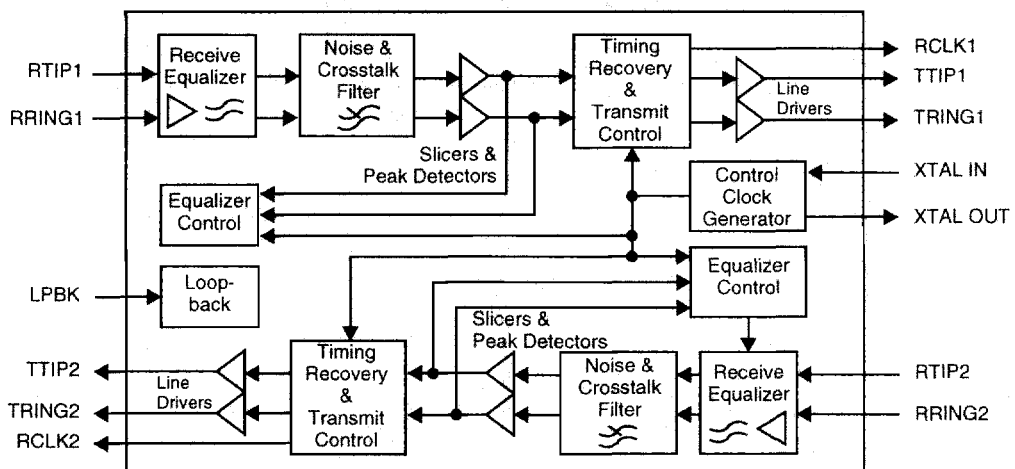 RTIP1
RRING1
Receive
Equalizer
Noise &
Crosstalk
Filter
Slicers &
Peak Detectors
Timing
Recovery
&
Transmit
Control
Line
Drivers
RCLK1
TTIP1
TRING1
Equalizer
Control
Control
Clock
Generator
XTAL IN
XTAL OUT
LPBK
Loop-
back
Equalizer
Control
TTIP2
TRING2
RCLK2
Line
Drivers
Timing
Recovery
&
Transmit
Control
Slicers &
Peak Detectors
Noise &
Crosstalk
Filter
Receive
Equalizer
RTIP2
RRING2